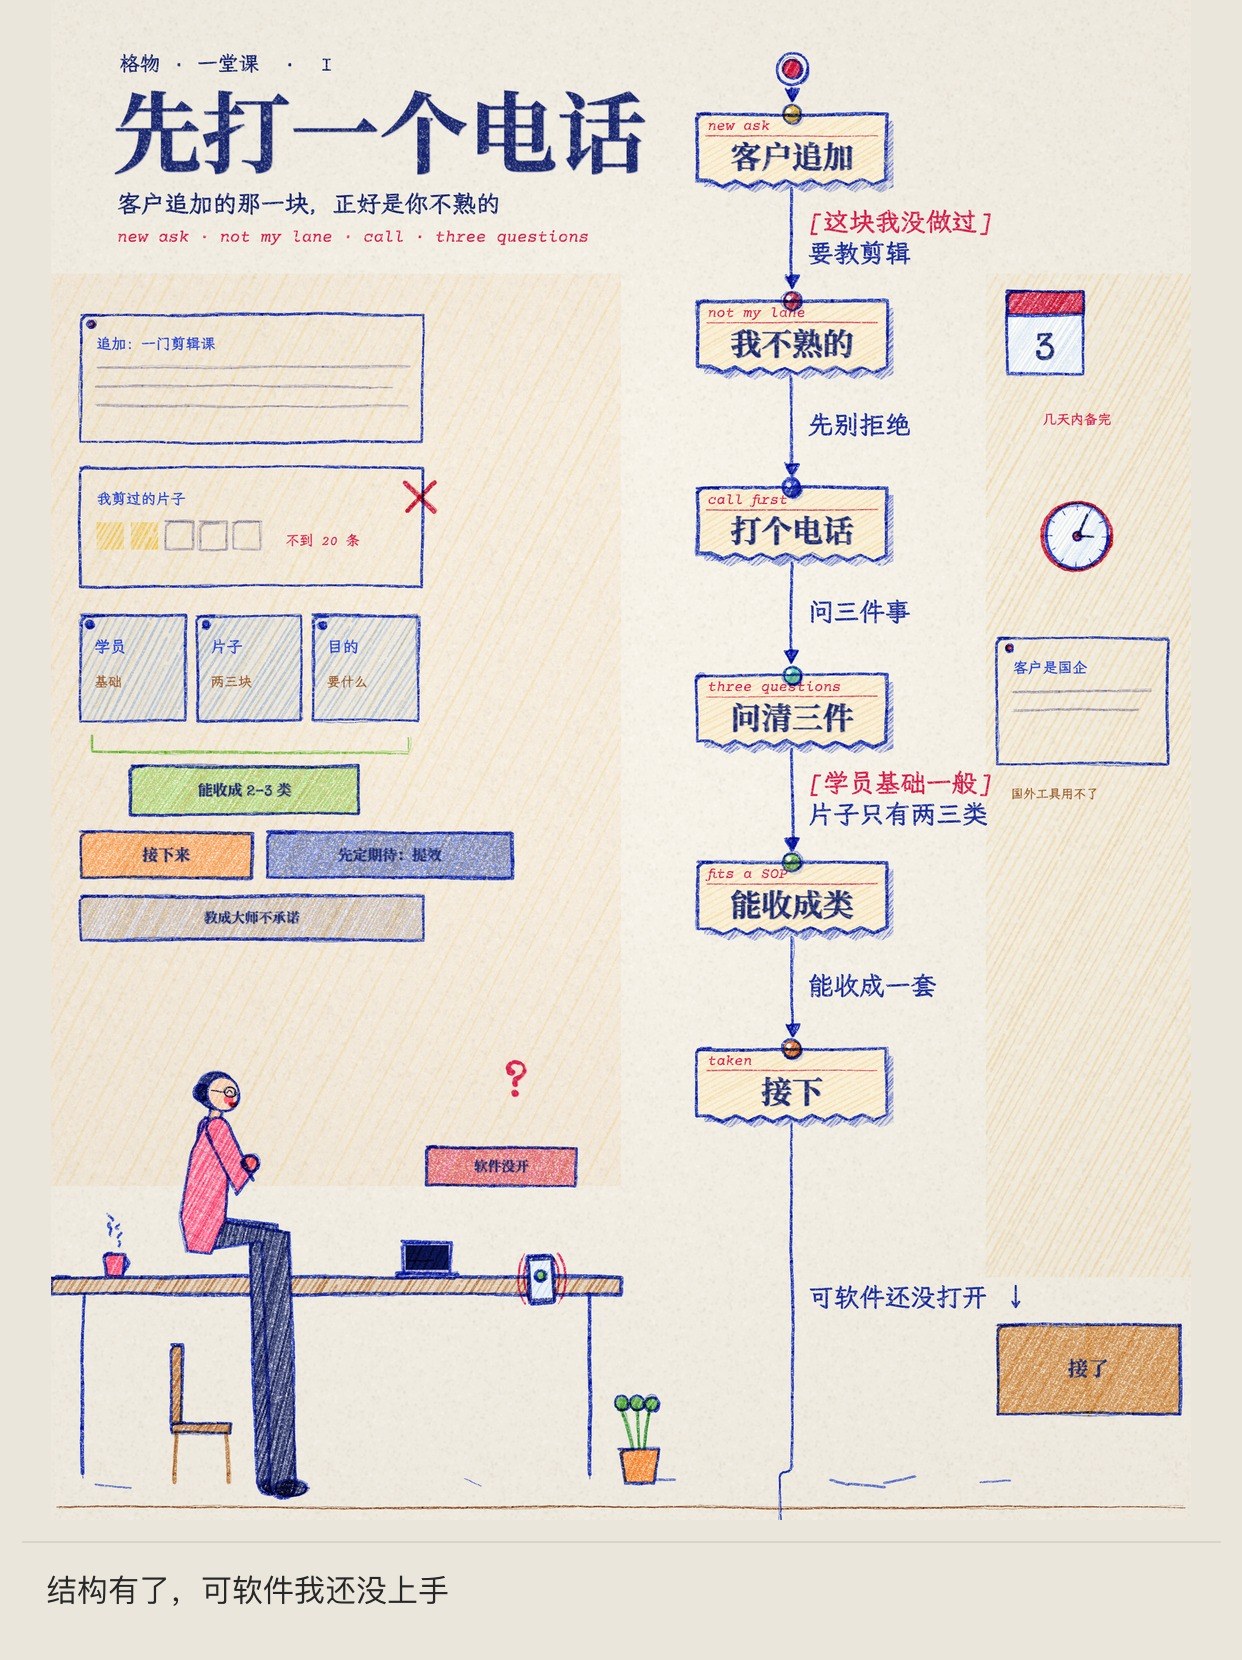 格物 · 一堂课 · I
先打一个电话
客户追加的那一块，正好是你不熟的
new ask · not my lane · call · three questions
追加：一门剪辑课
我剪过的片子
不到 20 条
学员
基础
片子
两三块
目的
要什么
能收成 2-3 类
接下来
先定期待：提效
教成大师不承诺
?
软件没开
new ask
客户追加
[这块我没做过]
要教剪辑
not my lane
我不熟的
先别拒绝
call first
打个电话
问三件事
three questions
问清三件
[学员基础一般]
片子只有两三类
fits a SOP
能收成类
能收成一套
taken
接下
可软件还没打开 ↓
3
几天内备完
客户是国企
国外工具用不了
接了
结构有了，可软件我还没上手